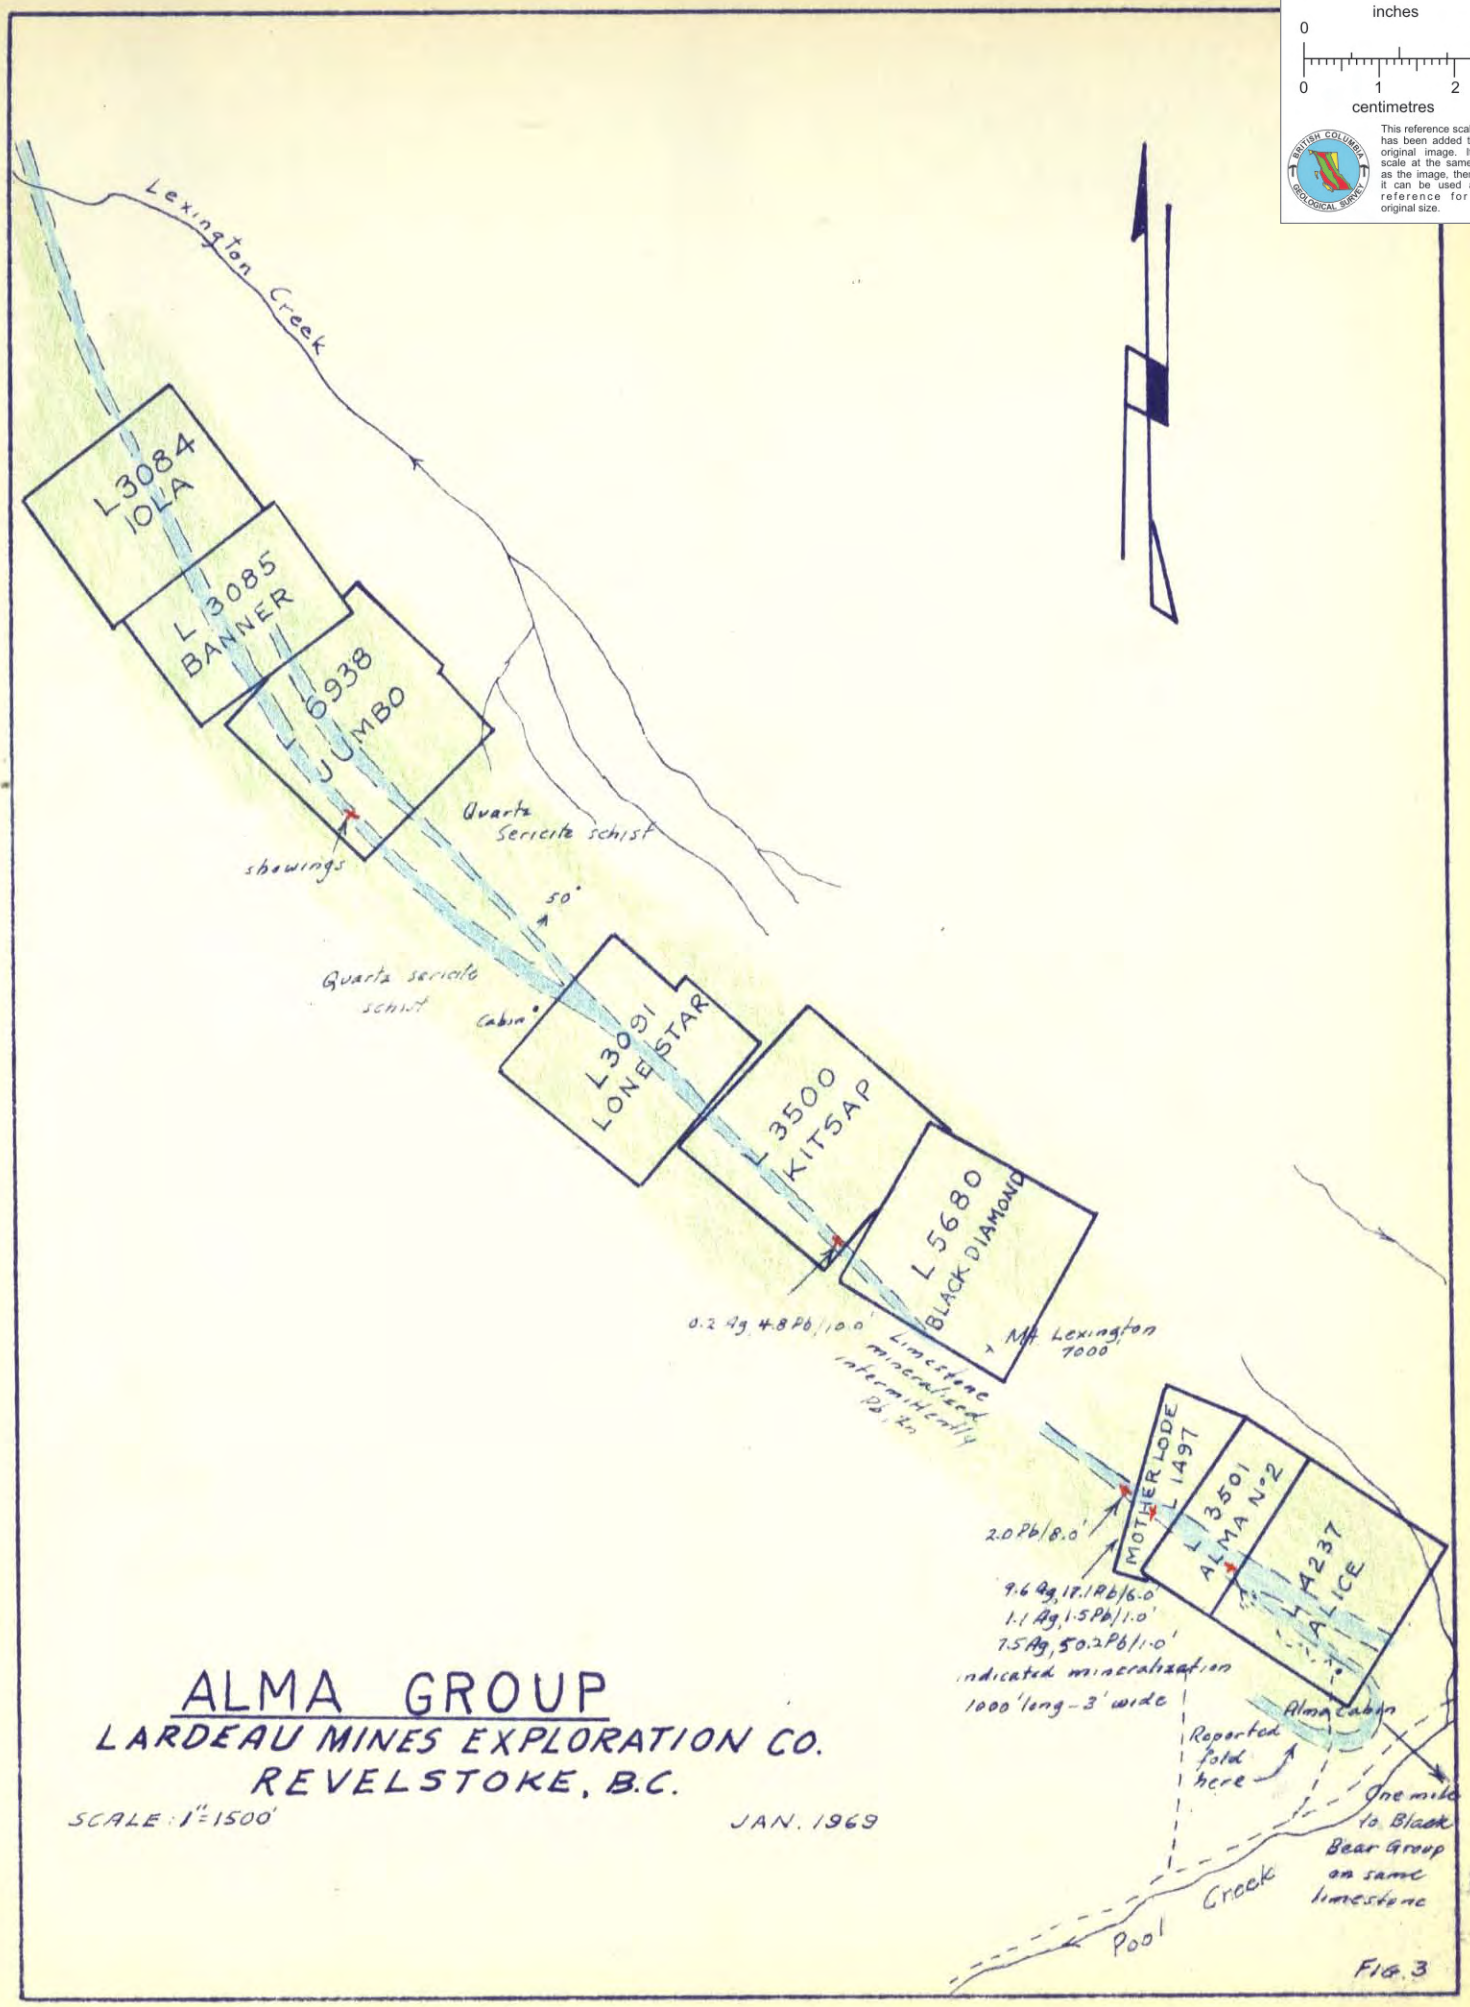 inches
0
0 1 2
centimetres
BRITISH COLUMBIA
GEOLOGICAL SURVEY
This reference scal
has been added t
original image. I
scale at the same
as the image, then
it can be used
reference for
original size.
Lexington Creek
L 3084
IOLA
L 3085
BANNER
L 6938
JUMBO
showings
Quartz
Sericite schist
50°
Quartz sericite
schist
Cabin
L 3091
LONE STAR
L 3500
KITSAP
L 5680
BLACK DIAMOND
0.2 Ag, 4.8 Pb/10.0'
Limestone
mineralized
intermittently
Pb, Zn
Mt. Lexington
7000'
MOTHER LODE
L 1497
L 3501
ALMA Nº 2
L 4237
ALICE
2.0 Pb/8.0'
9.6 Ag, 17.1 Pb/6.0'
1.1 Ag, 1.5 Pb/1.0'
7.5 Ag, 50.2 Pb/1.0'
indicated mineralization
1000' long - 3' wide
Alma Cabin
Reported
fold
here
One mile
to Black
Bear Group
on same
limestone
Pool Creek
ALMA GROUP
LARDEAU MINES EXPLORATION CO.
REVELSTOKE, B.C.
SCALE: 1"=1500'
JAN. 1969
FIG. 3